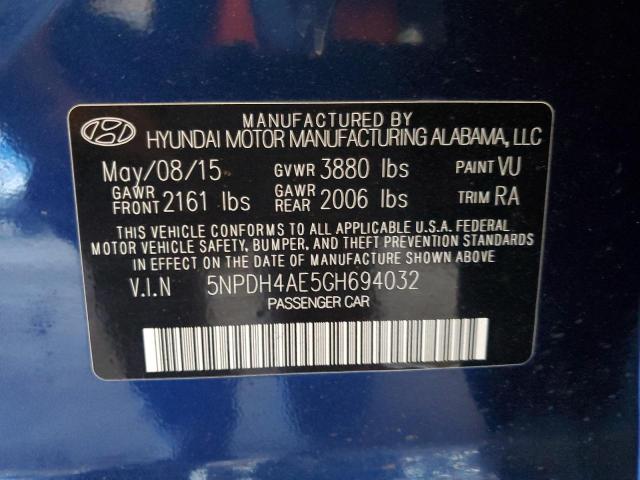 MANUFACTURED BY
HYUNDAI MOTOR MANUFACTURING ALABAMA, LLC
May/08/15 GVWR 3880 lbs PAINT VU
GAWR FRONT 2161 lbs GAWR REAR 2006 lbs TRIM RA
THIS VEHICLE CONFORMS TO ALL APPLICABLE U.S.A. FEDERAL
MOTOR VEHICLE SAFETY, BUMPER, AND THEFT PREVENTION STANDARDS
IN EFFECT ON THE DATE OF MANUFACTURE SHOWN ABOVE
V.I.N 5NPDH4AE5GH694032
PASSENGER CAR